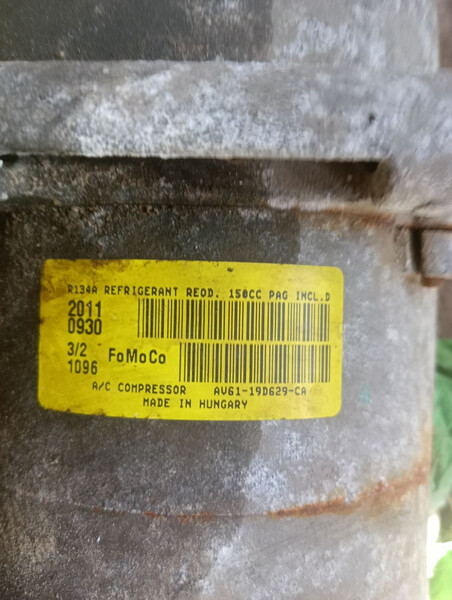 R134A REFRIGERANT REQD. 150CC PAG INCL.D
2011
0930
3/2 FoMoCo
1096
A/C COMPRESSOR AV61-19D629-CA
MADE IN HUNGARY